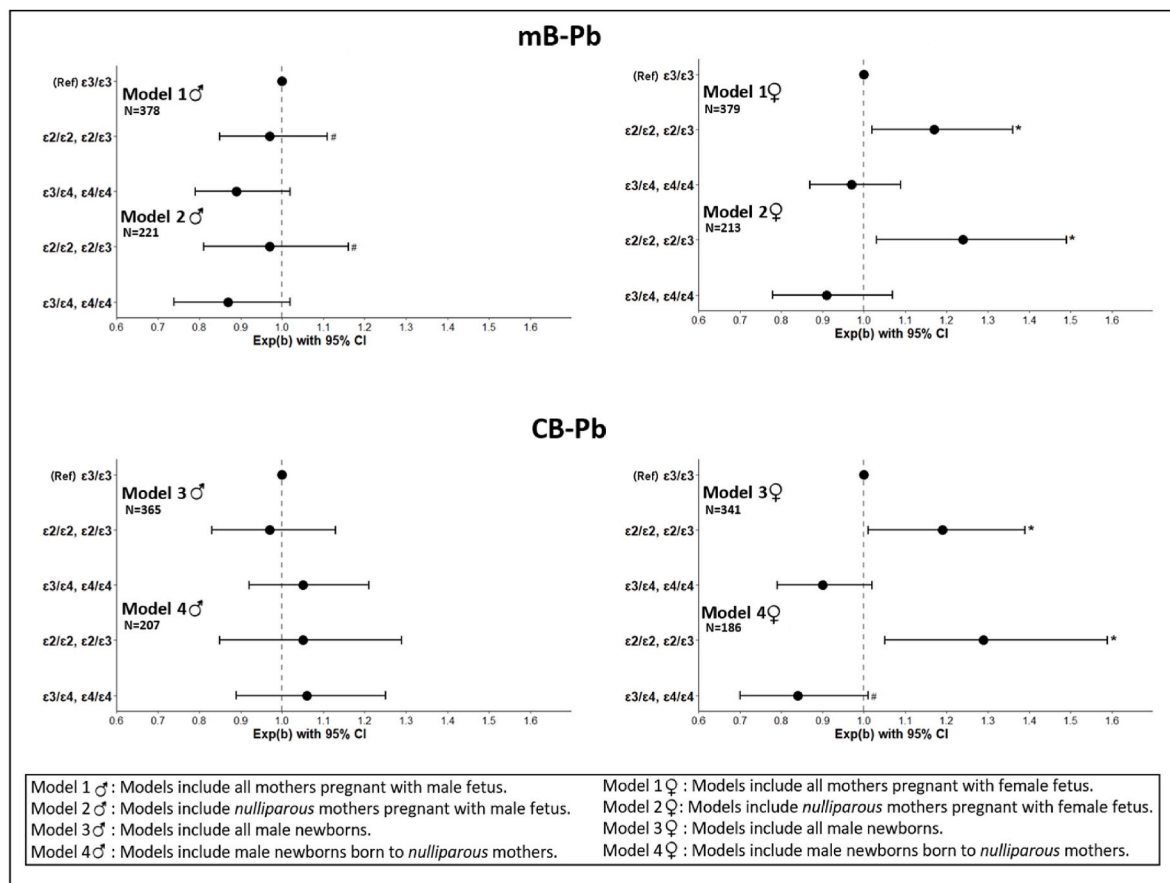 mB-Pb
(Ref) ε3/ε3
Model 1♂
N=378
ε2/ε2, ε2/ε3
#
ε3/ε4, ε4/ε4
Model 2♂
N=221
ε2/ε2, ε2/ε3
#
ε3/ε4, ε4/ε4
0.6 0.7 0.8 0.9 1.0 1.1 1.2 1.3 1.4 1.5 1.6
Exp(b) with 95% CI
(Ref) ε3/ε3
Model 1♀
N=379
ε2/ε2, ε2/ε3
*
ε3/ε4, ε4/ε4
Model 2♀
N=213
ε2/ε2, ε2/ε3
*
ε3/ε4, ε4/ε4
0.6 0.7 0.8 0.9 1.0 1.1 1.2 1.3 1.4 1.5 1.6
Exp(b) with 95% CI
CB-Pb
(Ref) ε3/ε3
Model 3♂
N=365
ε2/ε2, ε2/ε3
ε3/ε4, ε4/ε4
Model 4♂
N=207
ε2/ε2, ε2/ε3
ε3/ε4, ε4/ε4
0.6 0.7 0.8 0.9 1.0 1.1 1.2 1.3 1.4 1.5 1.6
Exp(b) with 95% CI
(Ref) ε3/ε3
Model 3♀
N=341
ε2/ε2, ε2/ε3
*
ε3/ε4, ε4/ε4
Model 4♀
N=186
ε2/ε2, ε2/ε3
*
ε3/ε4, ε4/ε4
#
0.6 0.7 0.8 0.9 1.0 1.1 1.2 1.3 1.4 1.5 1.6
Exp(b) with 95% CI
Model 1♂ : Models include all mothers pregnant with male fetus.
Model 2♂ : Models include nulliparous mothers pregnant with male fetus.
Model 3♂ : Models include all male newborns.
Model 4♂ : Models include male newborns born to nulliparous mothers.
Model 1♀ : Models include all mothers pregnant with female fetus.
Model 2♀: Models include nulliparous mothers pregnant with female fetus.
Model 3♀ : Models include all male newborns.
Model 4♀ : Models include male newborns born to nulliparous mothers.